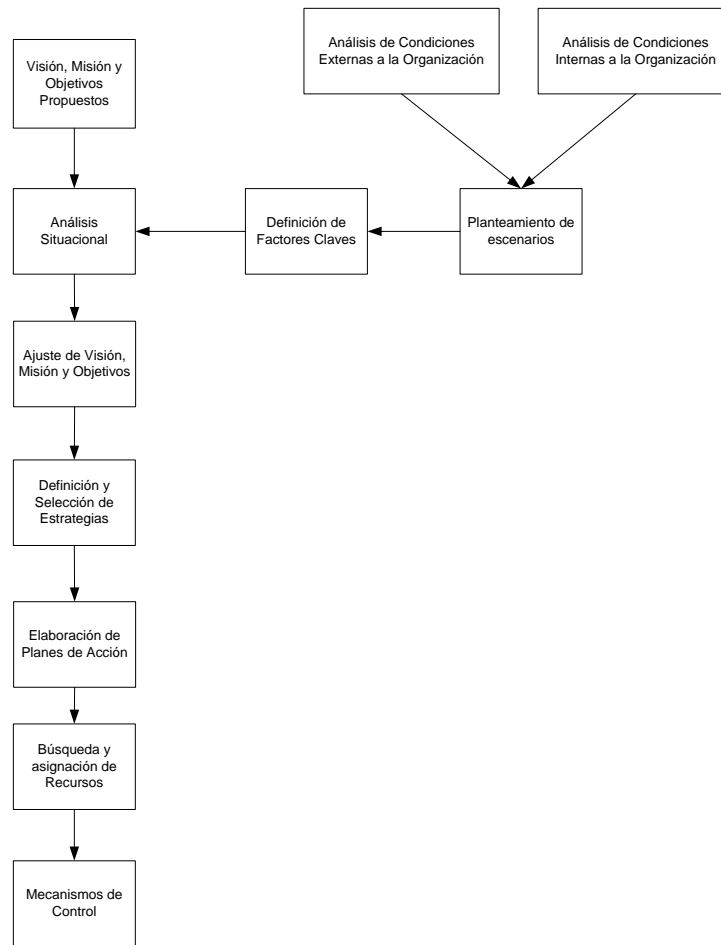 Análisis de Condiciones
Externas a la Organización
Análisis de Condiciones
Internas a la Organización
Visión, Misión y
Objetivos
Propuestos
Análisis
Situacional
Definición de
Factores Claves
Planteamiento de
escenarios
Ajuste de Visión,
Misión y Objetivos
Definición y
Selección de
Estrategias
Elaboración de
Planes de Acción
Búsqueda y
asignación de
Recursos
Mecanismos de
Control